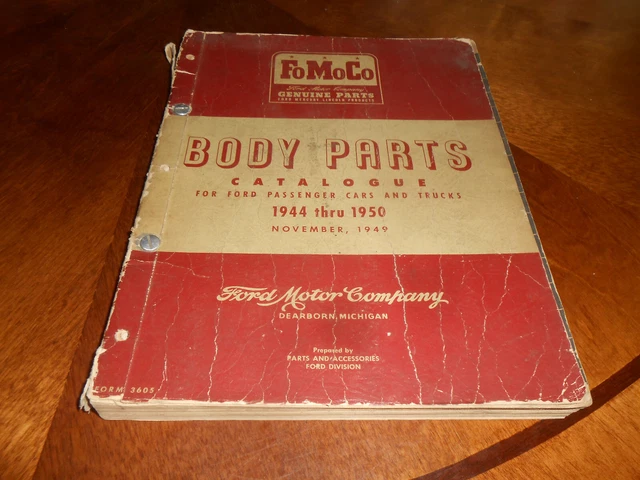 FoMoCo
Ford Motor Company
GENUINE PARTS
FORD MERCURY LINCOLN PRODUCTS
BODY PARTS
CATALOGUE
FOR FORD PASSENGER CARS AND TRUCKS
1944 thru 1950
NOVEMBER, 1949
Ford Motor Company
DEARBORN, MICHIGAN
Prepared by
PARTS AND ACCESSORIES
FORD DIVISION
FORM 3605